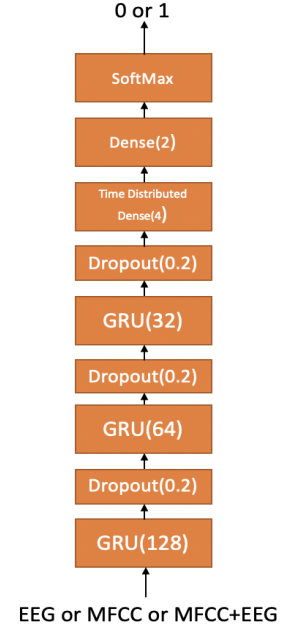 0 or 1
SoftMax
Dense(2)
Time Distributed
Dense(4)
Dropout(0.2)
GRU(32)
Dropout(0.2)
GRU(64)
Dropout(0.2)
GRU(128)
EEG or MFCC or MFCC+EEG